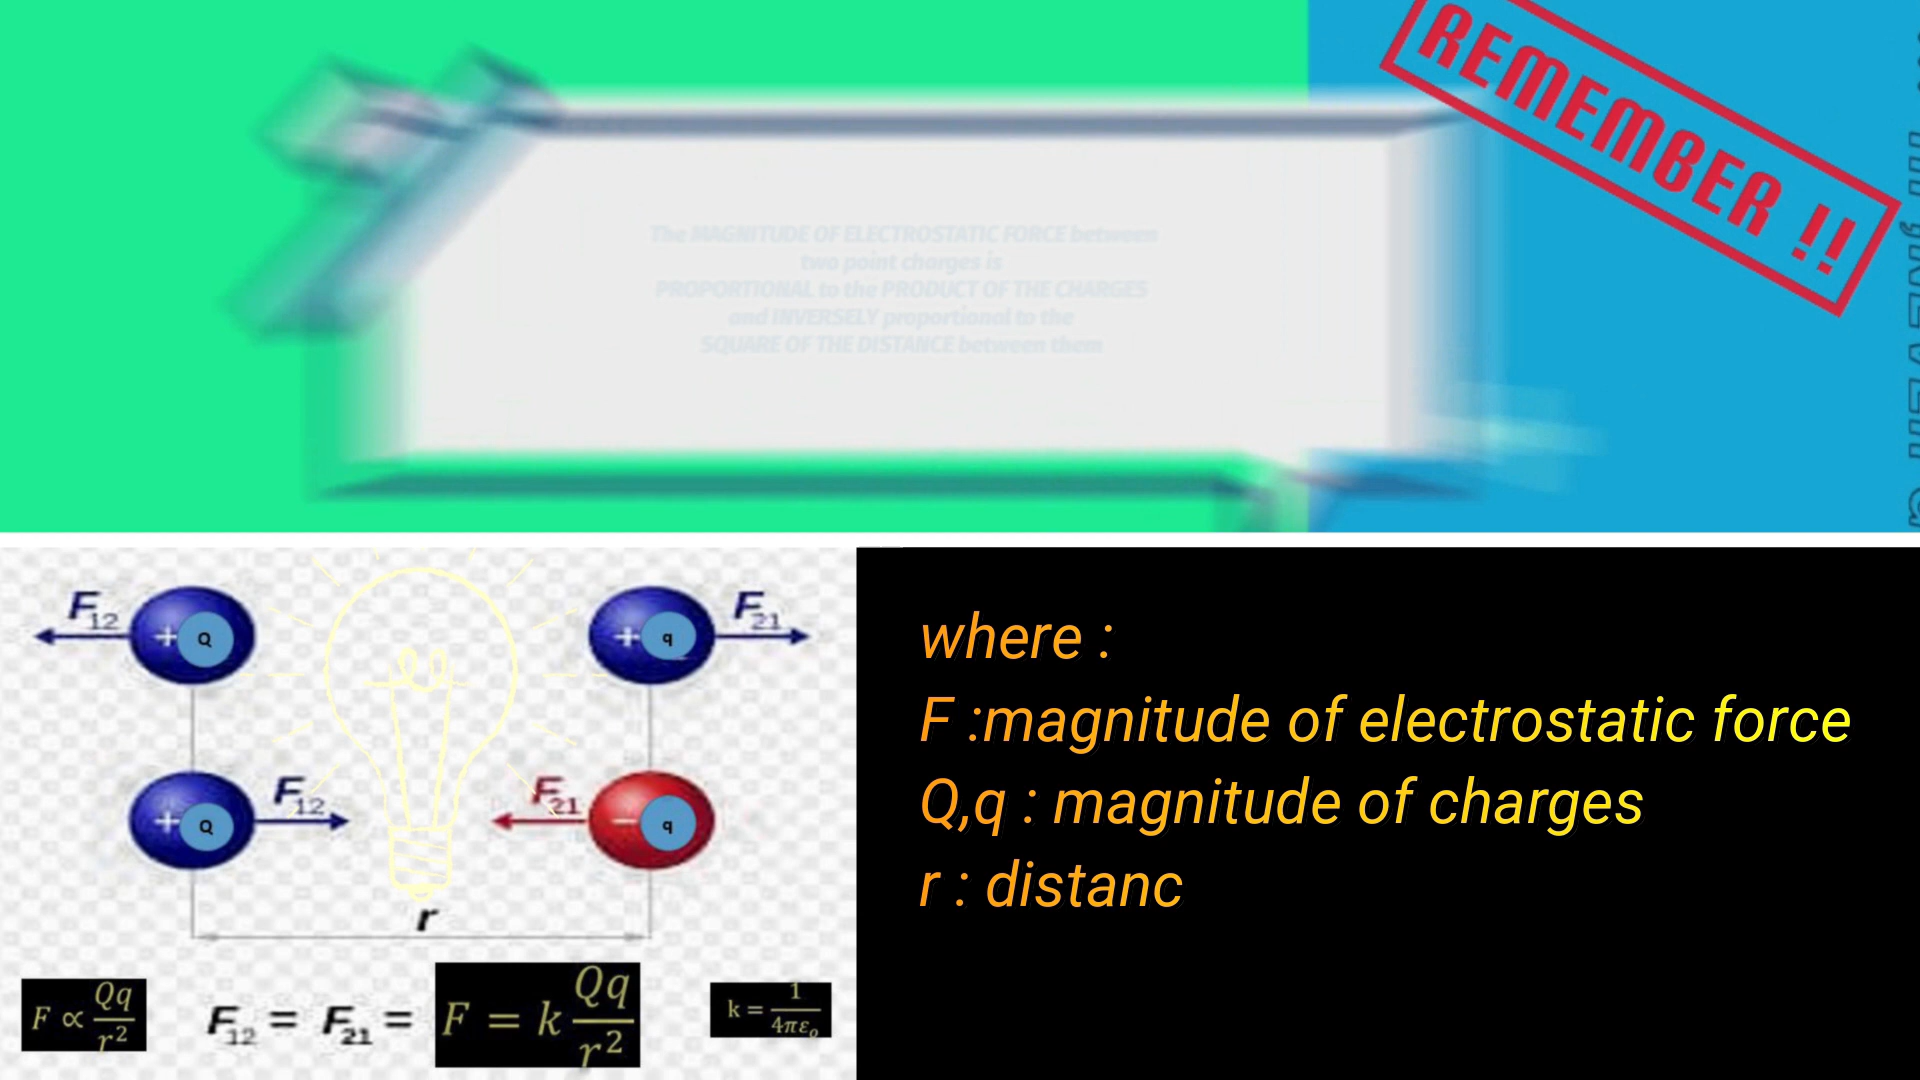 REMEMBER !!
The MAGNITUDE OF ELECTROSTATIC FORCE between
two point charges is
PROPORTIONAL to the PRODUCT OF THE CHARGES
and INVERSELY proportional to the
SQUARE OF THE DISTANCE between them
F12 + Q + q F21
+ Q F12 F21 − q
r
F ∝ Qq/r² F12 = F21 = F = k Qq/r² k = 1/4πε₀
where :
F :magnitude of electrostatic force
Q,q : magnitude of charges
r : distanc